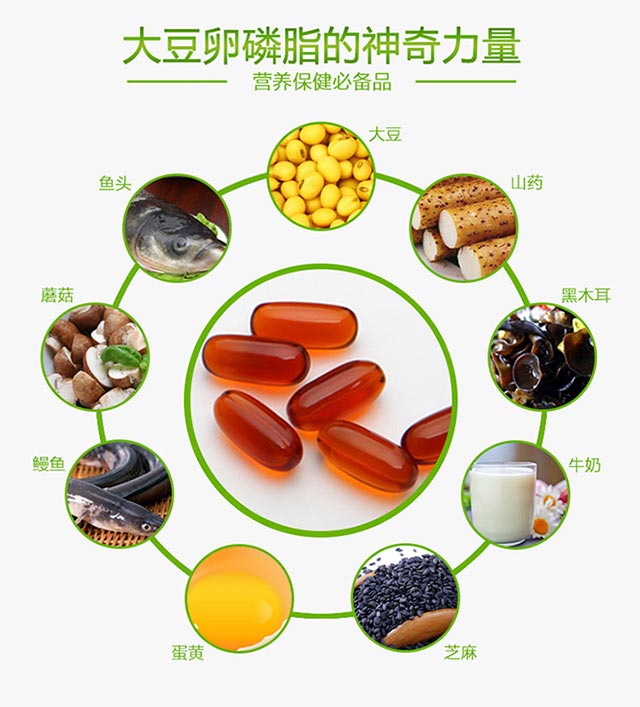 大豆卵磷脂的神奇力量
营养保健必备品
大豆
鱼头
山药
蘑菇
黑木耳
鳗鱼
牛奶
蛋黄
芝麻